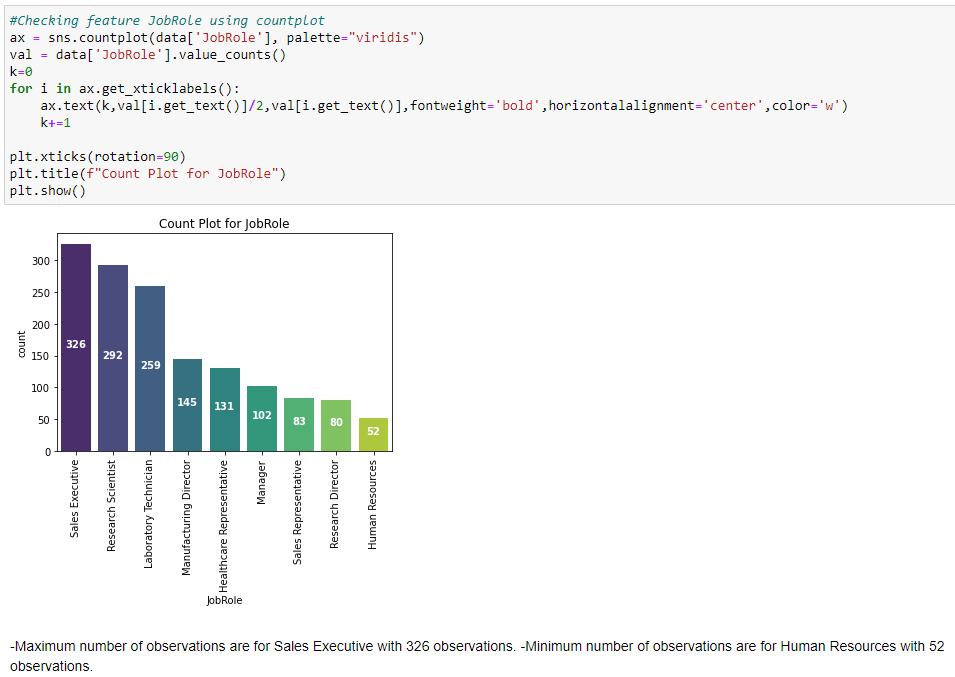 #Checking feature JobRole using countplot
ax = sns.countplot(data['JobRole'], palette="viridis")
val = data['JobRole'].value_counts()
k=0
for i in ax.get_xticklabels():
    ax.text(k,val[i.get_text()]/2,val[i.get_text()],fontweight='bold',horizontalalignment='center',color='w')
    k+=1
plt.xticks(rotation=90)
plt.title(f"Count Plot for JobRole")
plt.show()
Count Plot for JobRole
count
300
250
200
150
100
50
0
326
292
259
145
131
102
83
80
52
Sales Executive
Research Scientist
Laboratory Technician
Manufacturing Director
Healthcare Representative
Manager
Sales Representative
Research Director
Human Resources
JobRole
-Maximum number of observations are for Sales Executive with 326 observations. -Minimum number of observations are for Human Resources with 52
observations.